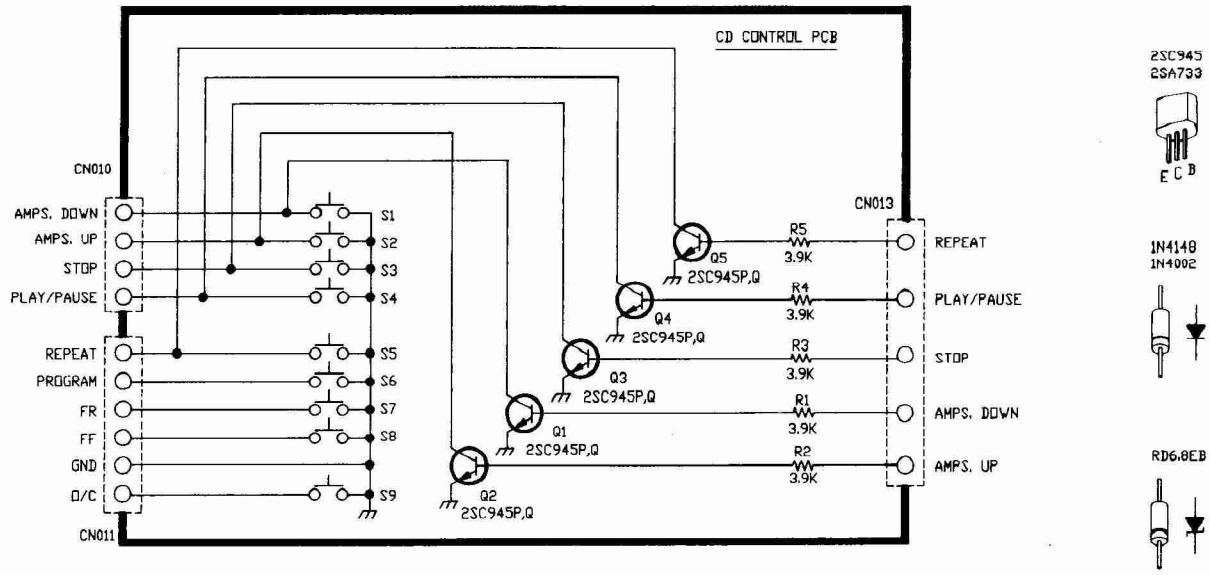 CD CONTROL PCB
2SC945
2SA733
E C B
CN010
AMPS. DOWN
S1
AMPS. UP
S2
STOP
S3
PLAY/PAUSE
S4
REPEAT
S5
PROGRAM
S6
FR
S7
FF
S8
GND
O/C
S9
CN011
CN013
Q5
2SC945P,Q
R5
3.9K
REPEAT
Q4
2SC945P,Q
R4
3.9K
PLAY/PAUSE
Q3
2SC945P,Q
R3
3.9K
STOP
Q1
2SC945P,Q
R1
3.9K
AMPS. DOWN
Q2
2SC945P,Q
R2
3.9K
AMPS. UP
1N4148
1N4002
RD6.8EB